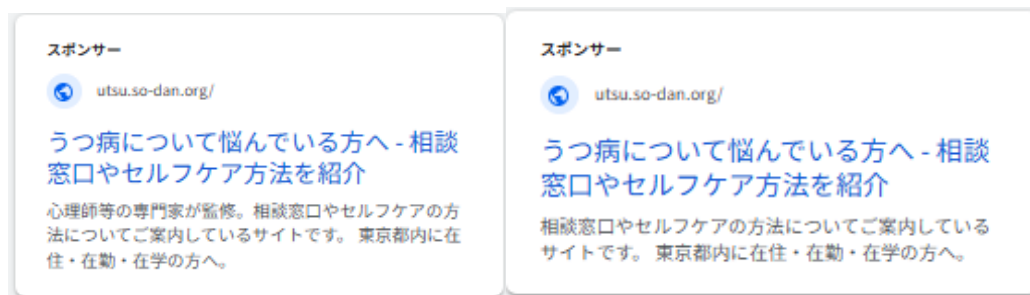 スポンサー
utsu.so-dan.org/
うつ病について悩んでいる方へ - 相談
窓口やセルフケア方法を紹介
心理師等の専門家が監修。相談窓口やセルフケアの方
法についてご案内しているサイトです。 東京都内に在
住・在勤・在学の方へ。
スポンサー
utsu.so-dan.org/
うつ病について悩んでいる方へ - 相談
窓口やセルフケア方法を紹介
相談窓口やセルフケアの方法についてご案内している
サイトです。 東京都内に在住・在勤・在学の方へ。